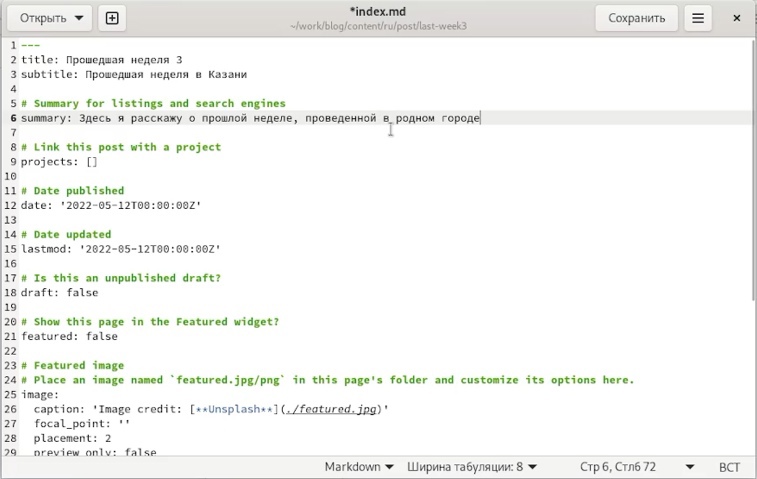 Открыть
*index.md
~/work/blog/content/ru/post/last-week3
Сохранить
1 ---
2 title: Прошедшая неделя 3
3 subtitle: Прошедшая неделя в Казани
4
5 # Summary for listings and search engines
6 summary: Здесь я расскажу о прошлой неделе, проведенной в родном городе
7
8 # Link this post with a project
9 projects: []
10
11 # Date published
12 date: '2022-05-12T00:00:00Z'
13
14 # Date updated
15 lastmod: '2022-05-12T00:00:00Z'
16
17 # Is this an unpublished draft?
18 draft: false
19
20 # Show this page in the Featured widget?
21 featured: false
22
23 # Featured image
24 # Place an image named `featured.jpg/png` in this page's folder and customize its options here.
25 image:
26 caption: 'Image credit: [**Unsplash**](./featured.jpg)'
27 focal_point: ''
28 placement: 2
29 preview_only: false
Markdown Ширина табуляции: 8 Стр 6, Стлб 72 ВСТ